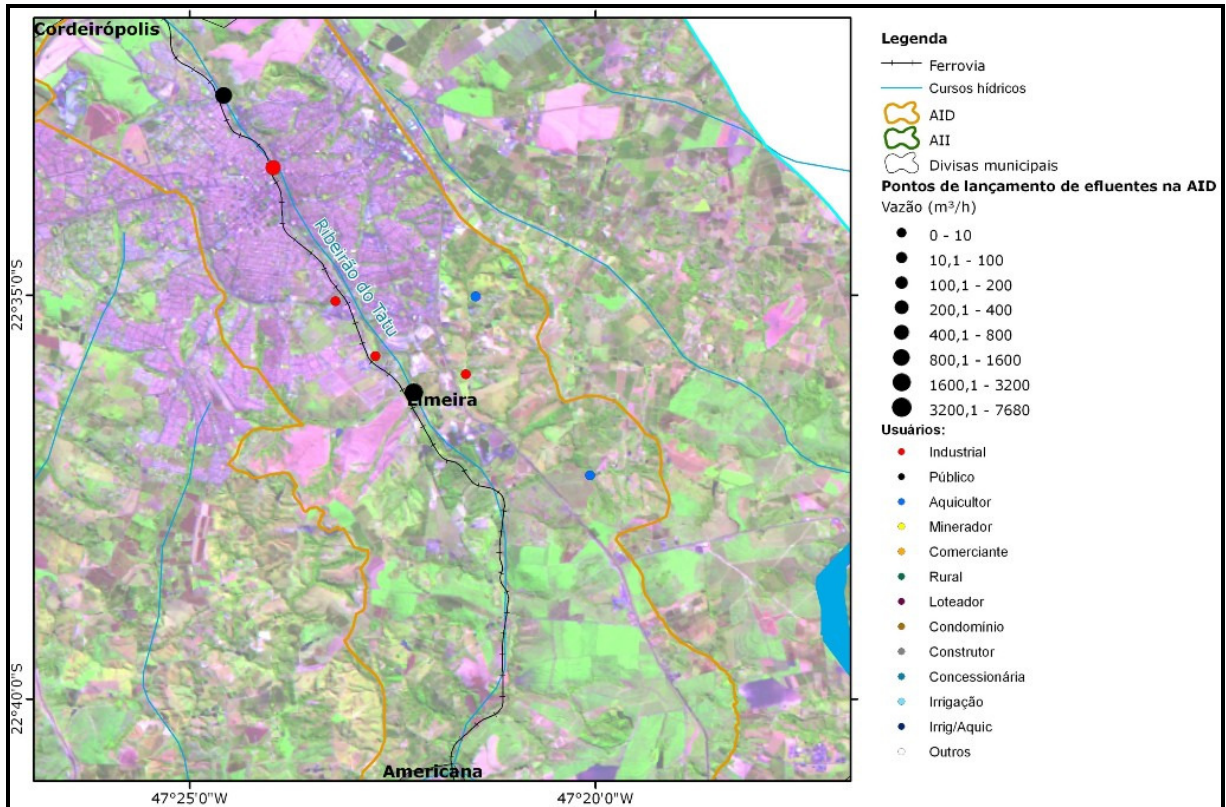 Cordeirópolis
Ribeirão do Tatu
Limeira
Americana
22°35'0"S
22°40'0"S
47°25'0"W
47°20'0"W
Legenda
Ferrovia
Cursos hídricos
AID
AII
Divisas municipais
Pontos de lançamento de efluentes na AID
Vazão (m³/h)
0 - 10
10,1 - 100
100,1 - 200
200,1 - 400
400,1 - 800
800,1 - 1600
1600,1 - 3200
3200,1 - 7680
Usuários:
Industrial
Público
Aquicultor
Minerador
Comerciante
Rural
Loteador
Condomínio
Construtor
Concessionária
Irrigação
Irrig/Aquic
Outros